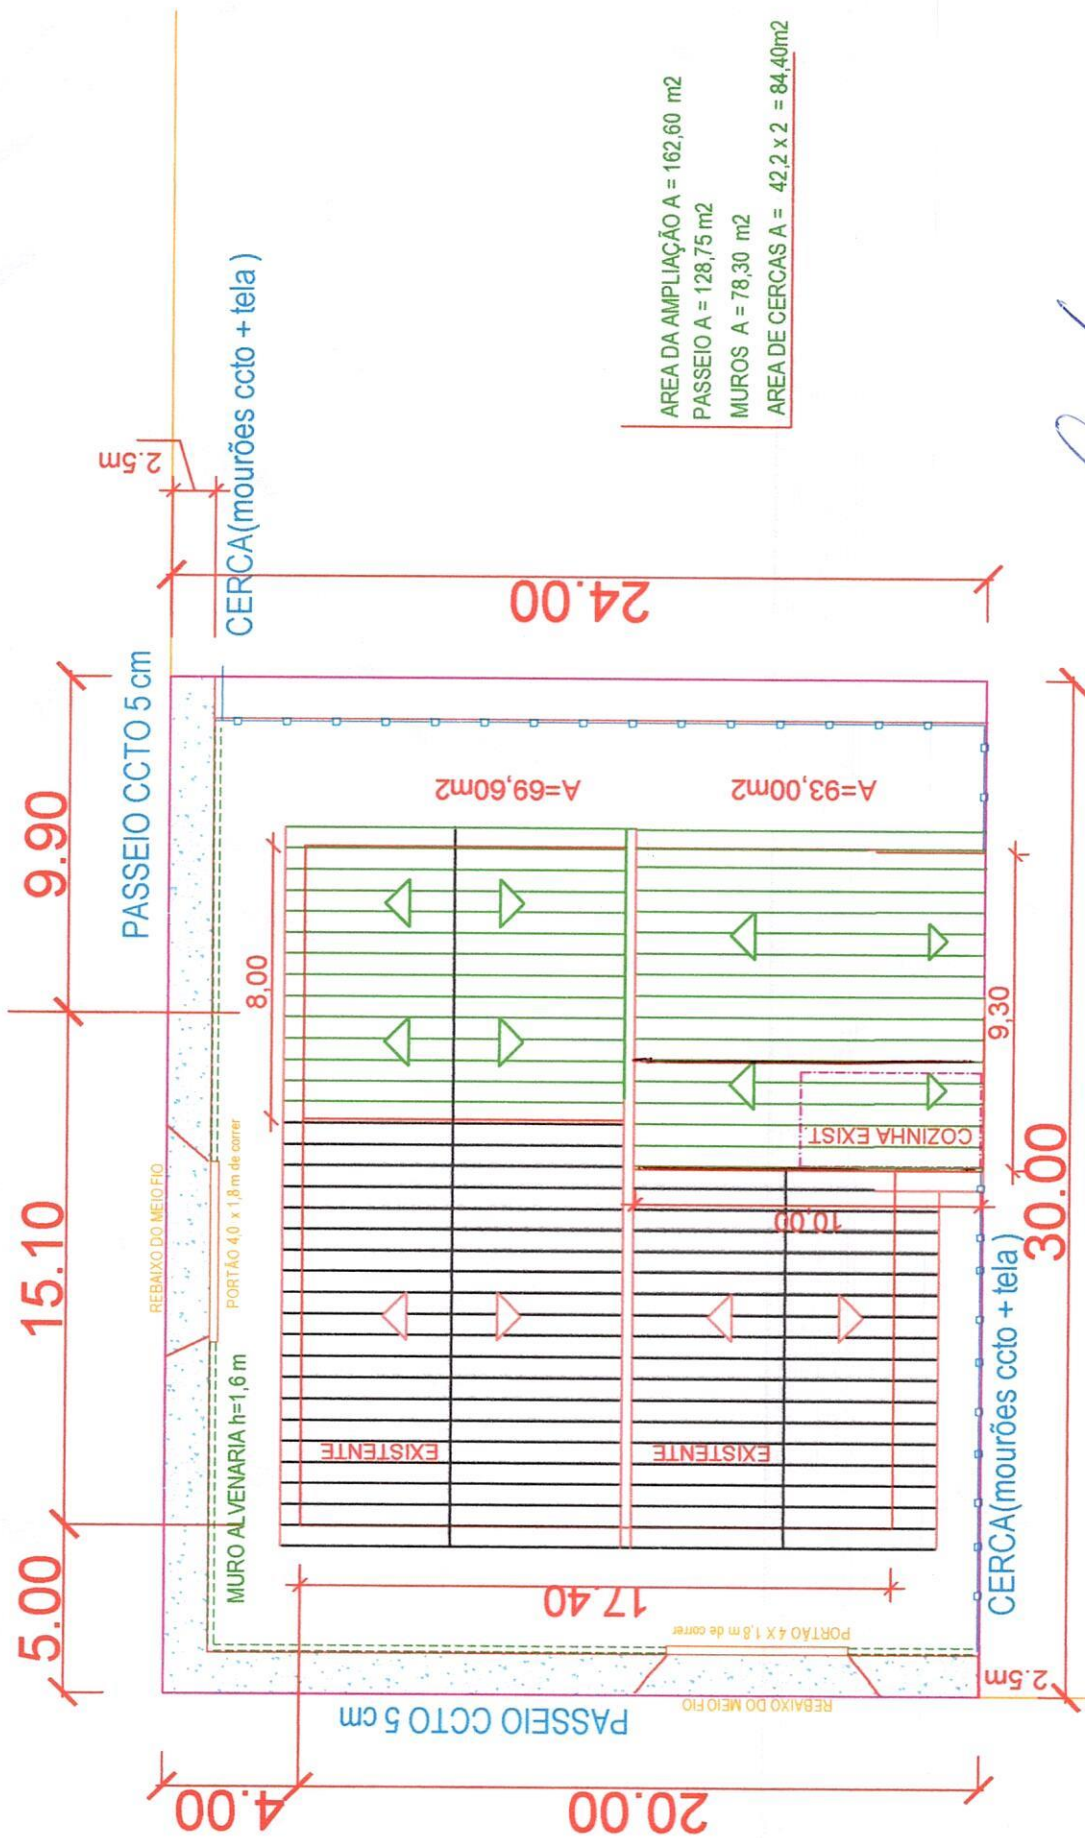 5.00
15.10
9.90
PASSEIO CCTO 5 cm
2.5m
CERCA(mourões ccto + tela )
REBAIXO DO MEIO FIO
PORTÃO 4,0 x 1,8 m de correr
MURO ALVENARIA h=1,6 m
8,00
24.00
A=69,60m2
A=93,00m2
EXISTENTE
EXISTENTE
COZINHA EXIST.
10,00
9,30
17.40
4.00
20.00
PASSEIO CCTO 5 cm
REBAIXO DO MEIO FIO
PORTÃO 4 X 1,8 m de correr
2.5m
CERCA(mourões ccto + tela )
30.00
AREA DA AMPLIAÇÃO A = 162,60 m2
PASSEIO A = 128,75 m2
MUROS A = 78,30 m2
AREA DE CERCAS A = 42,2 x 2 = 84,40m2